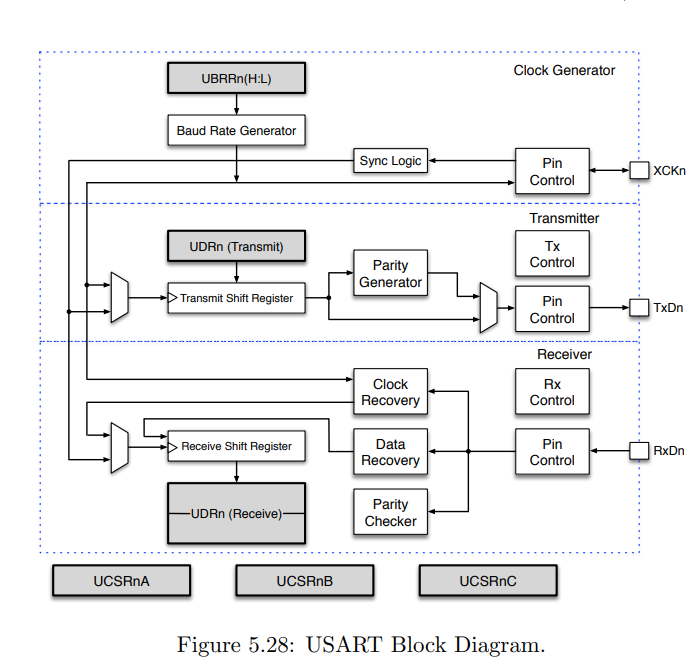 UBRRn(H:L)
Clock Generator
Baud Rate Generator
Sync Logic
Pin
Control
XCKn
Transmitter
UDRn (Transmit)
Tx
Control
Parity
Generator
Transmit Shift Register
Pin
Control
TxDn
Receiver
Clock
Recovery
Rx
Control
Receive Shift Register
Data
Recovery
Pin
Control
RxDn
UDRn (Receive)
Parity
Checker
UCSRnA
UCSRnB
UCSRnC
Figure 5.28: USART Block Diagram.